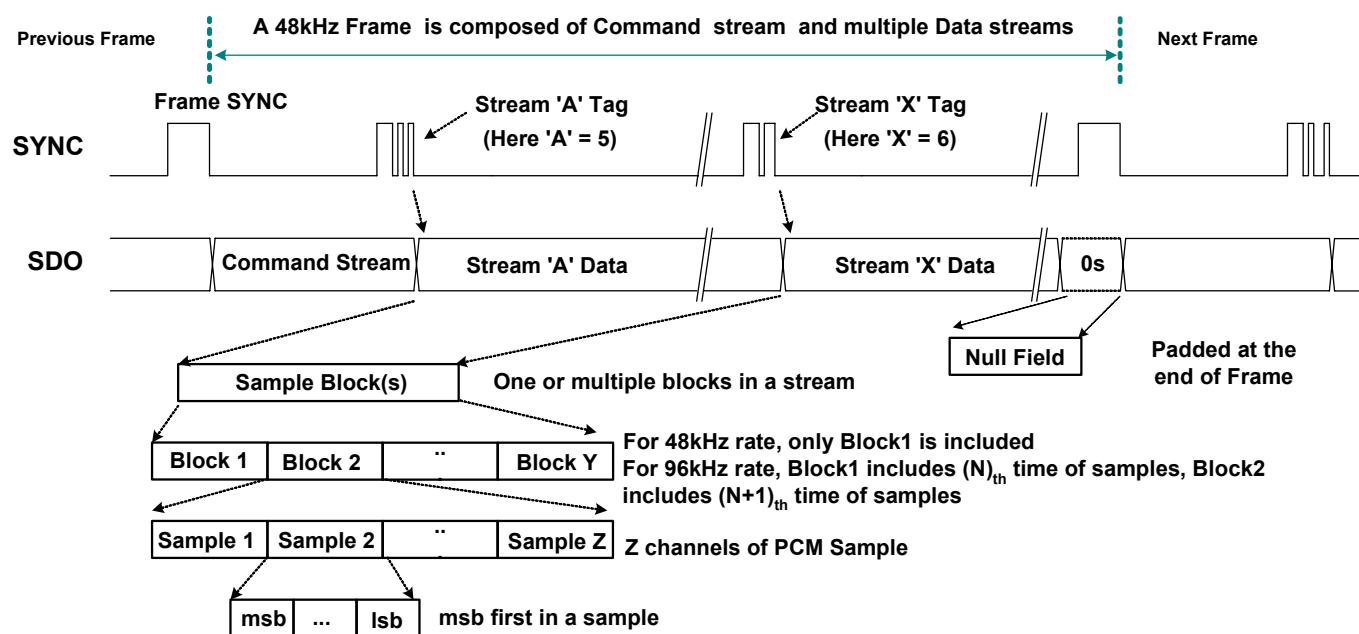 Previous Frame
A 48kHz Frame is composed of Command stream and multiple Data streams
Next Frame
Frame SYNC
Stream 'A' Tag
(Here 'A' = 5)
Stream 'X' Tag
(Here 'X' = 6)
SYNC
SDO
Command Stream
Stream 'A' Data
Stream 'X' Data
0s
Null Field
Padded at the
end of Frame
Sample Block(s)
One or multiple blocks in a stream
Block 1
Block 2
..
.
Block Y
For 48kHz rate, only Block1 is included
For 96kHz rate, Block1 includes (N)th time of samples, Block2
includes (N+1)th time of samples
Sample 1
Sample 2
..
.
Sample Z
Z channels of PCM Sample
msb
...
lsb
msb first in a sample